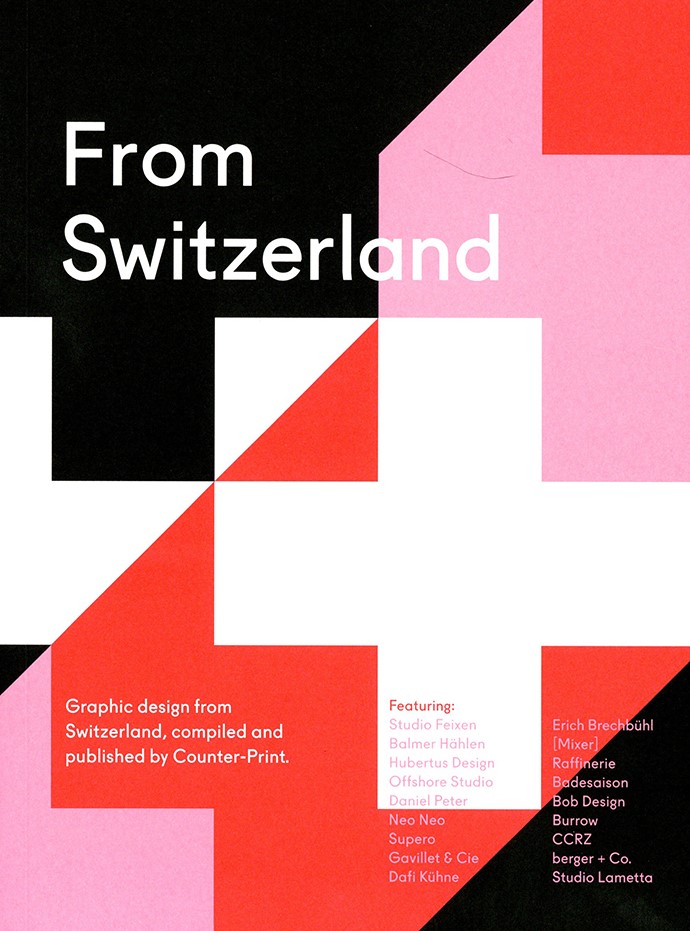 From
Switzerland
Graphic design from
Switzerland, compiled and
published by Counter-Print.
Featuring:
Studio Feixen
Balmer Hählen
Hubertus Design
Offshore Studio
Daniel Peter
Neo Neo
Supero
Gavillet & Cie
Dafi Kühne
Erich Brechbühl
[Mixer]
Raffinerie
Badesaison
Bob Design
Burrow
CCRZ
berger + Co.
Studio Lametta